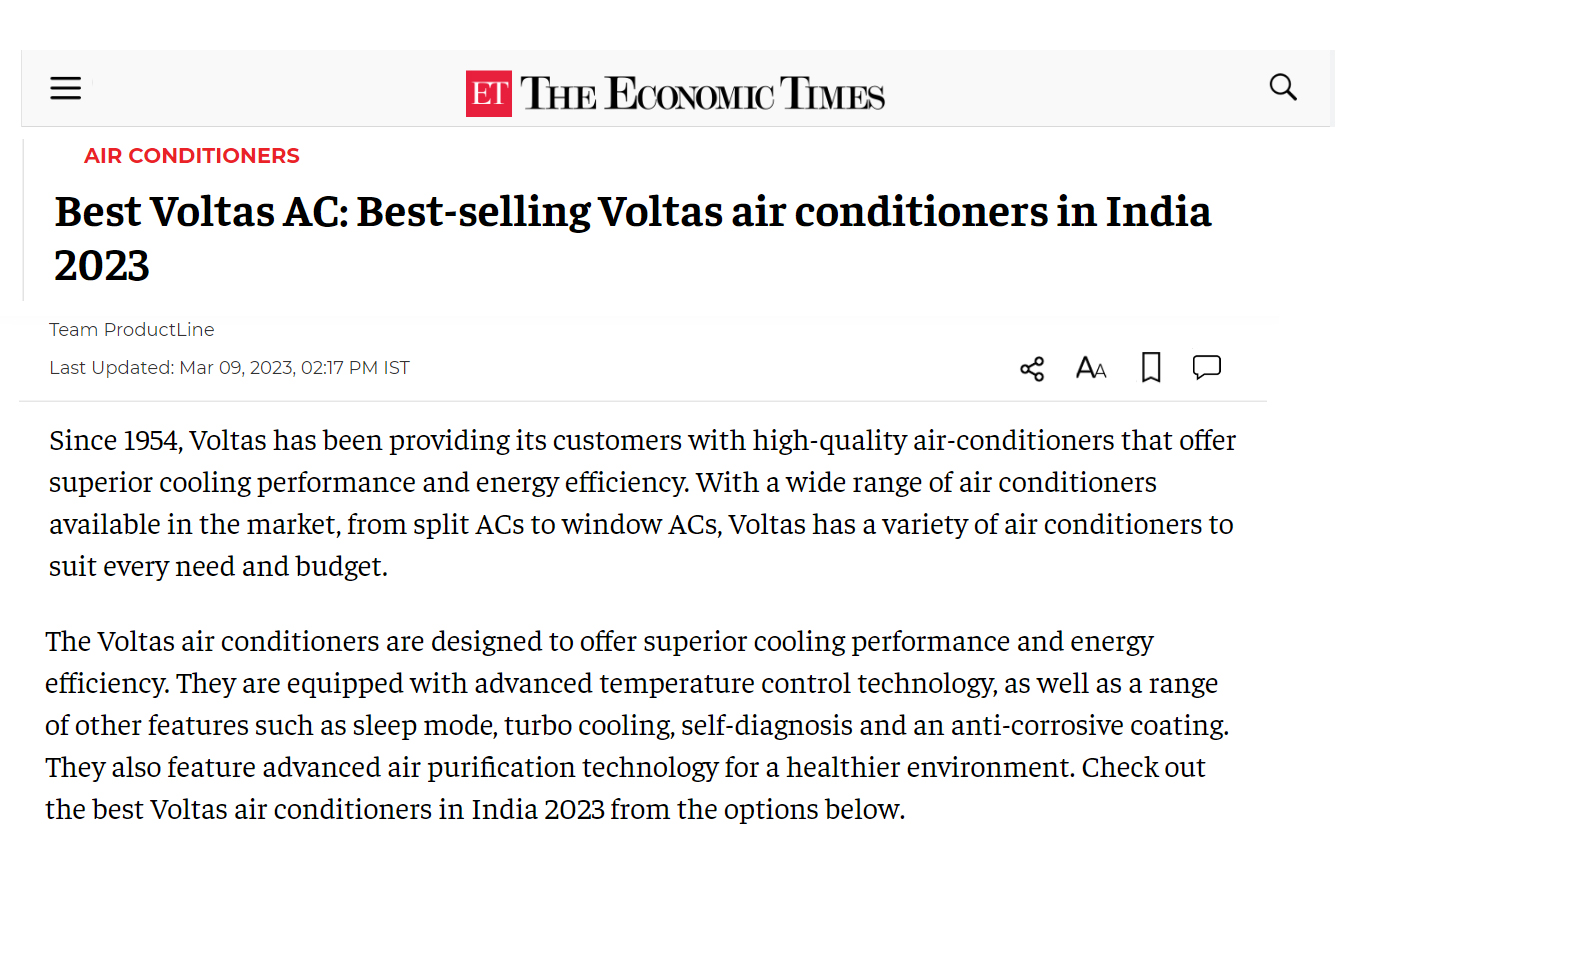 ET THE ECONOMIC TIMES
AIR CONDITIONERS
Best Voltas AC: Best-selling Voltas air conditioners in India
2023
Team ProductLine
Last Updated: Mar 09, 2023, 02:17 PM IST
AA
Since 1954, Voltas has been providing its customers with high-quality air-conditioners that offer
superior cooling performance and energy efficiency. With a wide range of air conditioners
available in the market, from split ACs to window ACs, Voltas has a variety of air conditioners to
suit every need and budget.
The Voltas air conditioners are designed to offer superior cooling performance and energy
efficiency. They are equipped with advanced temperature control technology, as well as a range
of other features such as sleep mode, turbo cooling, self-diagnosis and an anti-corrosive coating.
They also feature advanced air purification technology for a healthier environment. Check out
the best Voltas air conditioners in India 2023 from the options below.